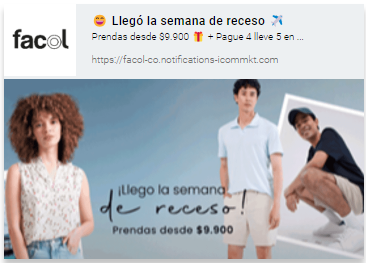 facol
😄 Llegó la semana de receso ✈️
Prendas desde $9.900 🎁 + Pague 4 lleve 5 en ...
https://facol-co.notifications-icommkt.com
¡Llego la semana
de receso!
Prendas desde $9.900